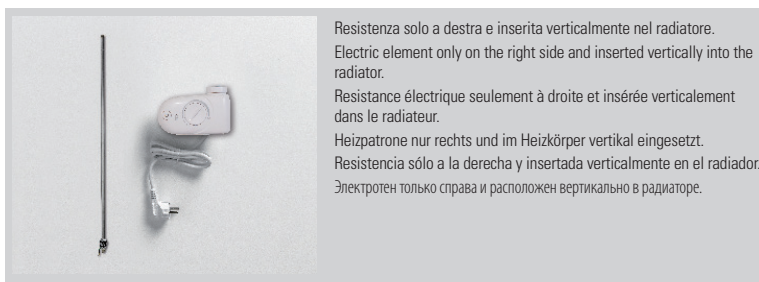 Resistenza solo a destra e inserita verticalmente nel radiatore.
Electric element only on the right side and inserted vertically into the
radiator.
Resistance électrique seulement à droite et insérée verticalement
dans le radiateur.
Heizpatrone nur rechts und im Heizkörper vertikal eingesetzt.
Resistencia sólo a la derecha y insertada verticalmente en el radiador.
Электротен только справа и расположен вертикально в радиаторе.